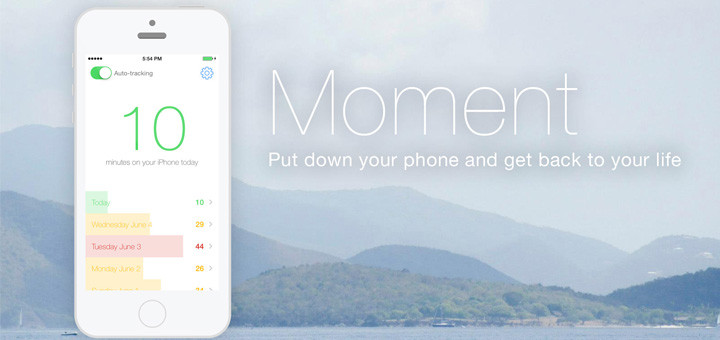 5:54 PM
Auto-tracking
10
minutes on your iPhone today
Today 10
Wednesday June 4 29
Tuesday June 3 44
Monday June 2 26
Moment
Put down your phone and get back to your life